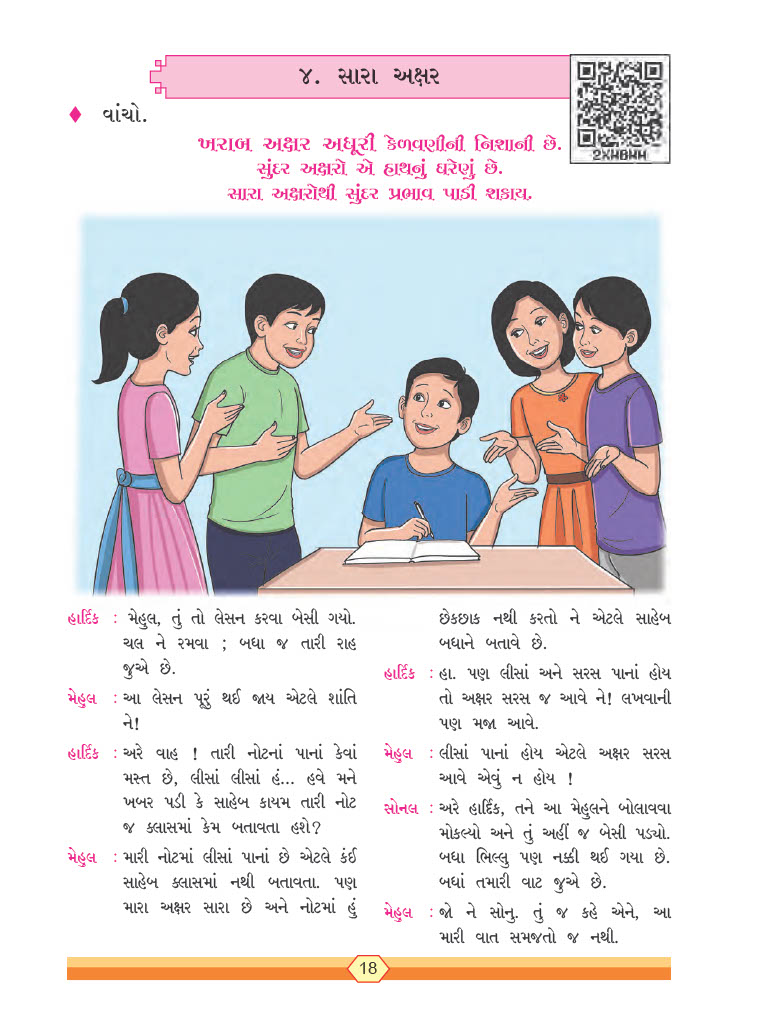 ૪. સારા અક્ષર
2XWBWW
♦ વાંચો.
ખરાબ અક્ષર અધૂરી કેળવણીની નિશાની છે.
સુંદર અક્ષરો એ હાથનું ઘરેણું છે.
સારા અક્ષરોથી સુંદર પ્રભાવ પાડી શકાય.
હાર્દિક : મેહુલ, તું તો લેસન કરવા બેસી ગયો.
ચલ ને રમવા ; બધા જ તારી રાહ
જુએ છે.
મેહુલ : આ લેસન પૂરું થઈ જાય એટલે શાંતિ
ને!
હાર્દિક : અરે વાહ ! તારી નોટનાં પાનાં કેવાં
મસ્ત છે, લીસાં લીસાં હં... હવે મને
ખબર પડી કે સાહેબ કાયમ તારી નોટ
જ ક્લાસમાં કેમ બતાવતા હશે?
મેહુલ : મારી નોટમાં લીસાં પાનાં છે એટલે કંઈ
સાહેબ ક્લાસમાં નથી બતાવતા. પણ
મારા અક્ષર સારા છે અને નોટમાં હું
છેકછાક નથી કરતો ને એટલે સાહેબ
બધાને બતાવે છે.
હાર્દિક : હા. પણ લીસાં અને સરસ પાનાં હોય
તો અક્ષર સરસ જ આવે ને! લખવાની
પણ મજા આવે.
મેહુલ : લીસાં પાનાં હોય એટલે અક્ષર સરસ
આવે એવું ન હોય !
સોનલ : અરે હાર્દિક, તને આ મેહુલને બોલાવવા
મોકલ્યો અને તું અહીં જ બેસી પડ્યો.
બધા ભિલ્લુ પણ નક્કી થઈ ગયા છે.
બધાં તમારી વાટ જુએ છે.
મેહુલ : જો ને સોનુ. તું જ કહે એને, આ
મારી વાત સમજતો જ નથી.
18